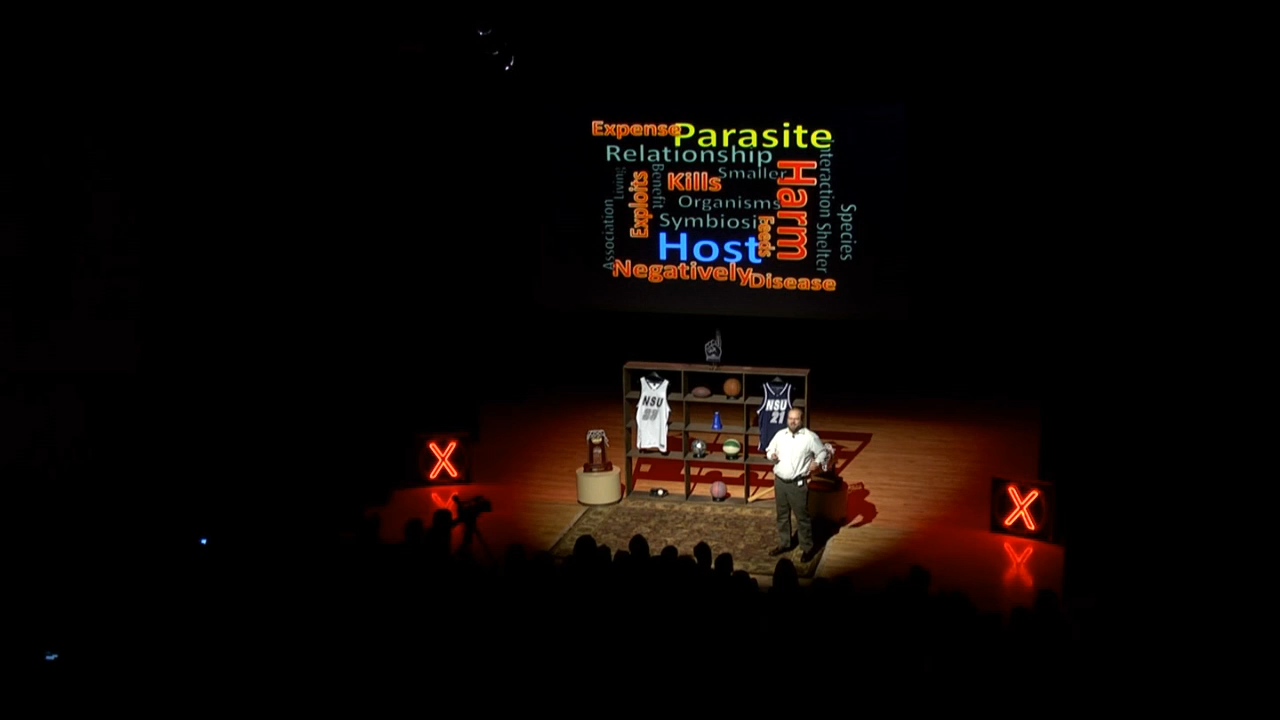 Expense
Parasite
Relationship
Smaller
Kills
Living
Benefit
Exploits
Harm
Interaction
Organisms
Association
Symbiosis
Feeds
Species
Shelter
Host
Negatively
Disease
NSU
NSU
21
X
X